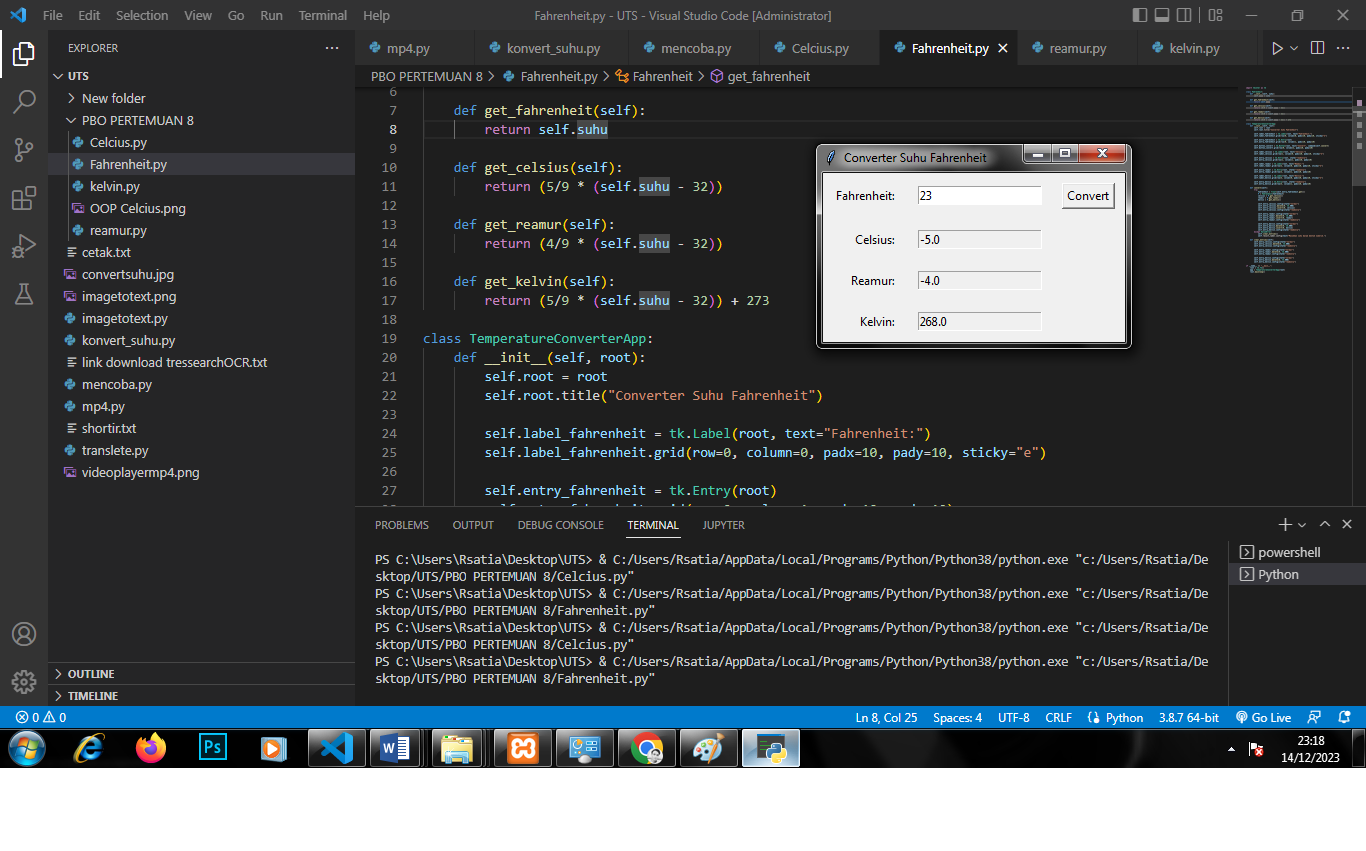 File Edit Selection View Go Run Terminal Help
Fahrenheit.py - UTS - Visual Studio Code [Administrator]
EXPLORER
UTS
New folder
PBO PERTEMUAN 8
Celcius.py
Fahrenheit.py
kelvin.py
OOP Celcius.png
reamur.py
cetak.txt
convertsuhu.jpg
imagetotext.png
imagetotext.py
konvert_suhu.py
link download tressearchOCR.txt
mencoba.py
mp4.py
shortir.txt
translete.py
videoplayermp4.png
OUTLINE
TIMELINE
mp4.py konvert_suhu.py mencoba.py Celcius.py Fahrenheit.py reamur.py kelvin.py
PBO PERTEMUAN 8 > Fahrenheit.py > Fahrenheit > get_fahrenheit
6
7 def get_fahrenheit(self):
8 return self.suhu
9
10 def get_celsius(self):
11 return (5/9 * (self.suhu - 32))
12
13 def get_reamur(self):
14 return (4/9 * (self.suhu - 32))
15
16 def get_kelvin(self):
17 return (5/9 * (self.suhu - 32)) + 273
18
19 class TemperatureConverterApp:
20 def __init__(self, root):
21 self.root = root
22 self.root.title("Converter Suhu Fahrenheit")
23
24 self.label_fahrenheit = tk.Label(root, text="Fahrenheit:")
25 self.label_fahrenheit.grid(row=0, column=0, padx=10, pady=10, sticky="e")
26
27 self.entry_fahrenheit = tk.Entry(root)
Converter Suhu Fahrenheit
Fahrenheit: 23 Convert
Celsius: -5.0
Reamur: -4.0
Kelvin: 268.0
PROBLEMS OUTPUT DEBUG CONSOLE TERMINAL JUPYTER
PS C:\Users\Rsatia\Desktop\UTS> & C:/Users/Rsatia/AppData/Local/Programs/Python/Python38/python.exe "c:/Users/Rsatia/De
sktop/UTS/PBO PERTEMUAN 8/Celcius.py"
PS C:\Users\Rsatia\Desktop\UTS> & C:/Users/Rsatia/AppData/Local/Programs/Python/Python38/python.exe "c:/Users/Rsatia/De
sktop/UTS/PBO PERTEMUAN 8/Fahrenheit.py"
PS C:\Users\Rsatia\Desktop\UTS> & C:/Users/Rsatia/AppData/Local/Programs/Python/Python38/python.exe "c:/Users/Rsatia/De
sktop/UTS/PBO PERTEMUAN 8/Celcius.py"
PS C:\Users\Rsatia\Desktop\UTS> & C:/Users/Rsatia/AppData/Local/Programs/Python/Python38/python.exe "c:/Users/Rsatia/De
sktop/UTS/PBO PERTEMUAN 8/Fahrenheit.py"
powershell
Python
0 0
Ln 8, Col 25 Spaces: 4 UTF-8 CRLF Python 3.8.7 64-bit Go Live
Ps
23:18
14/12/2023